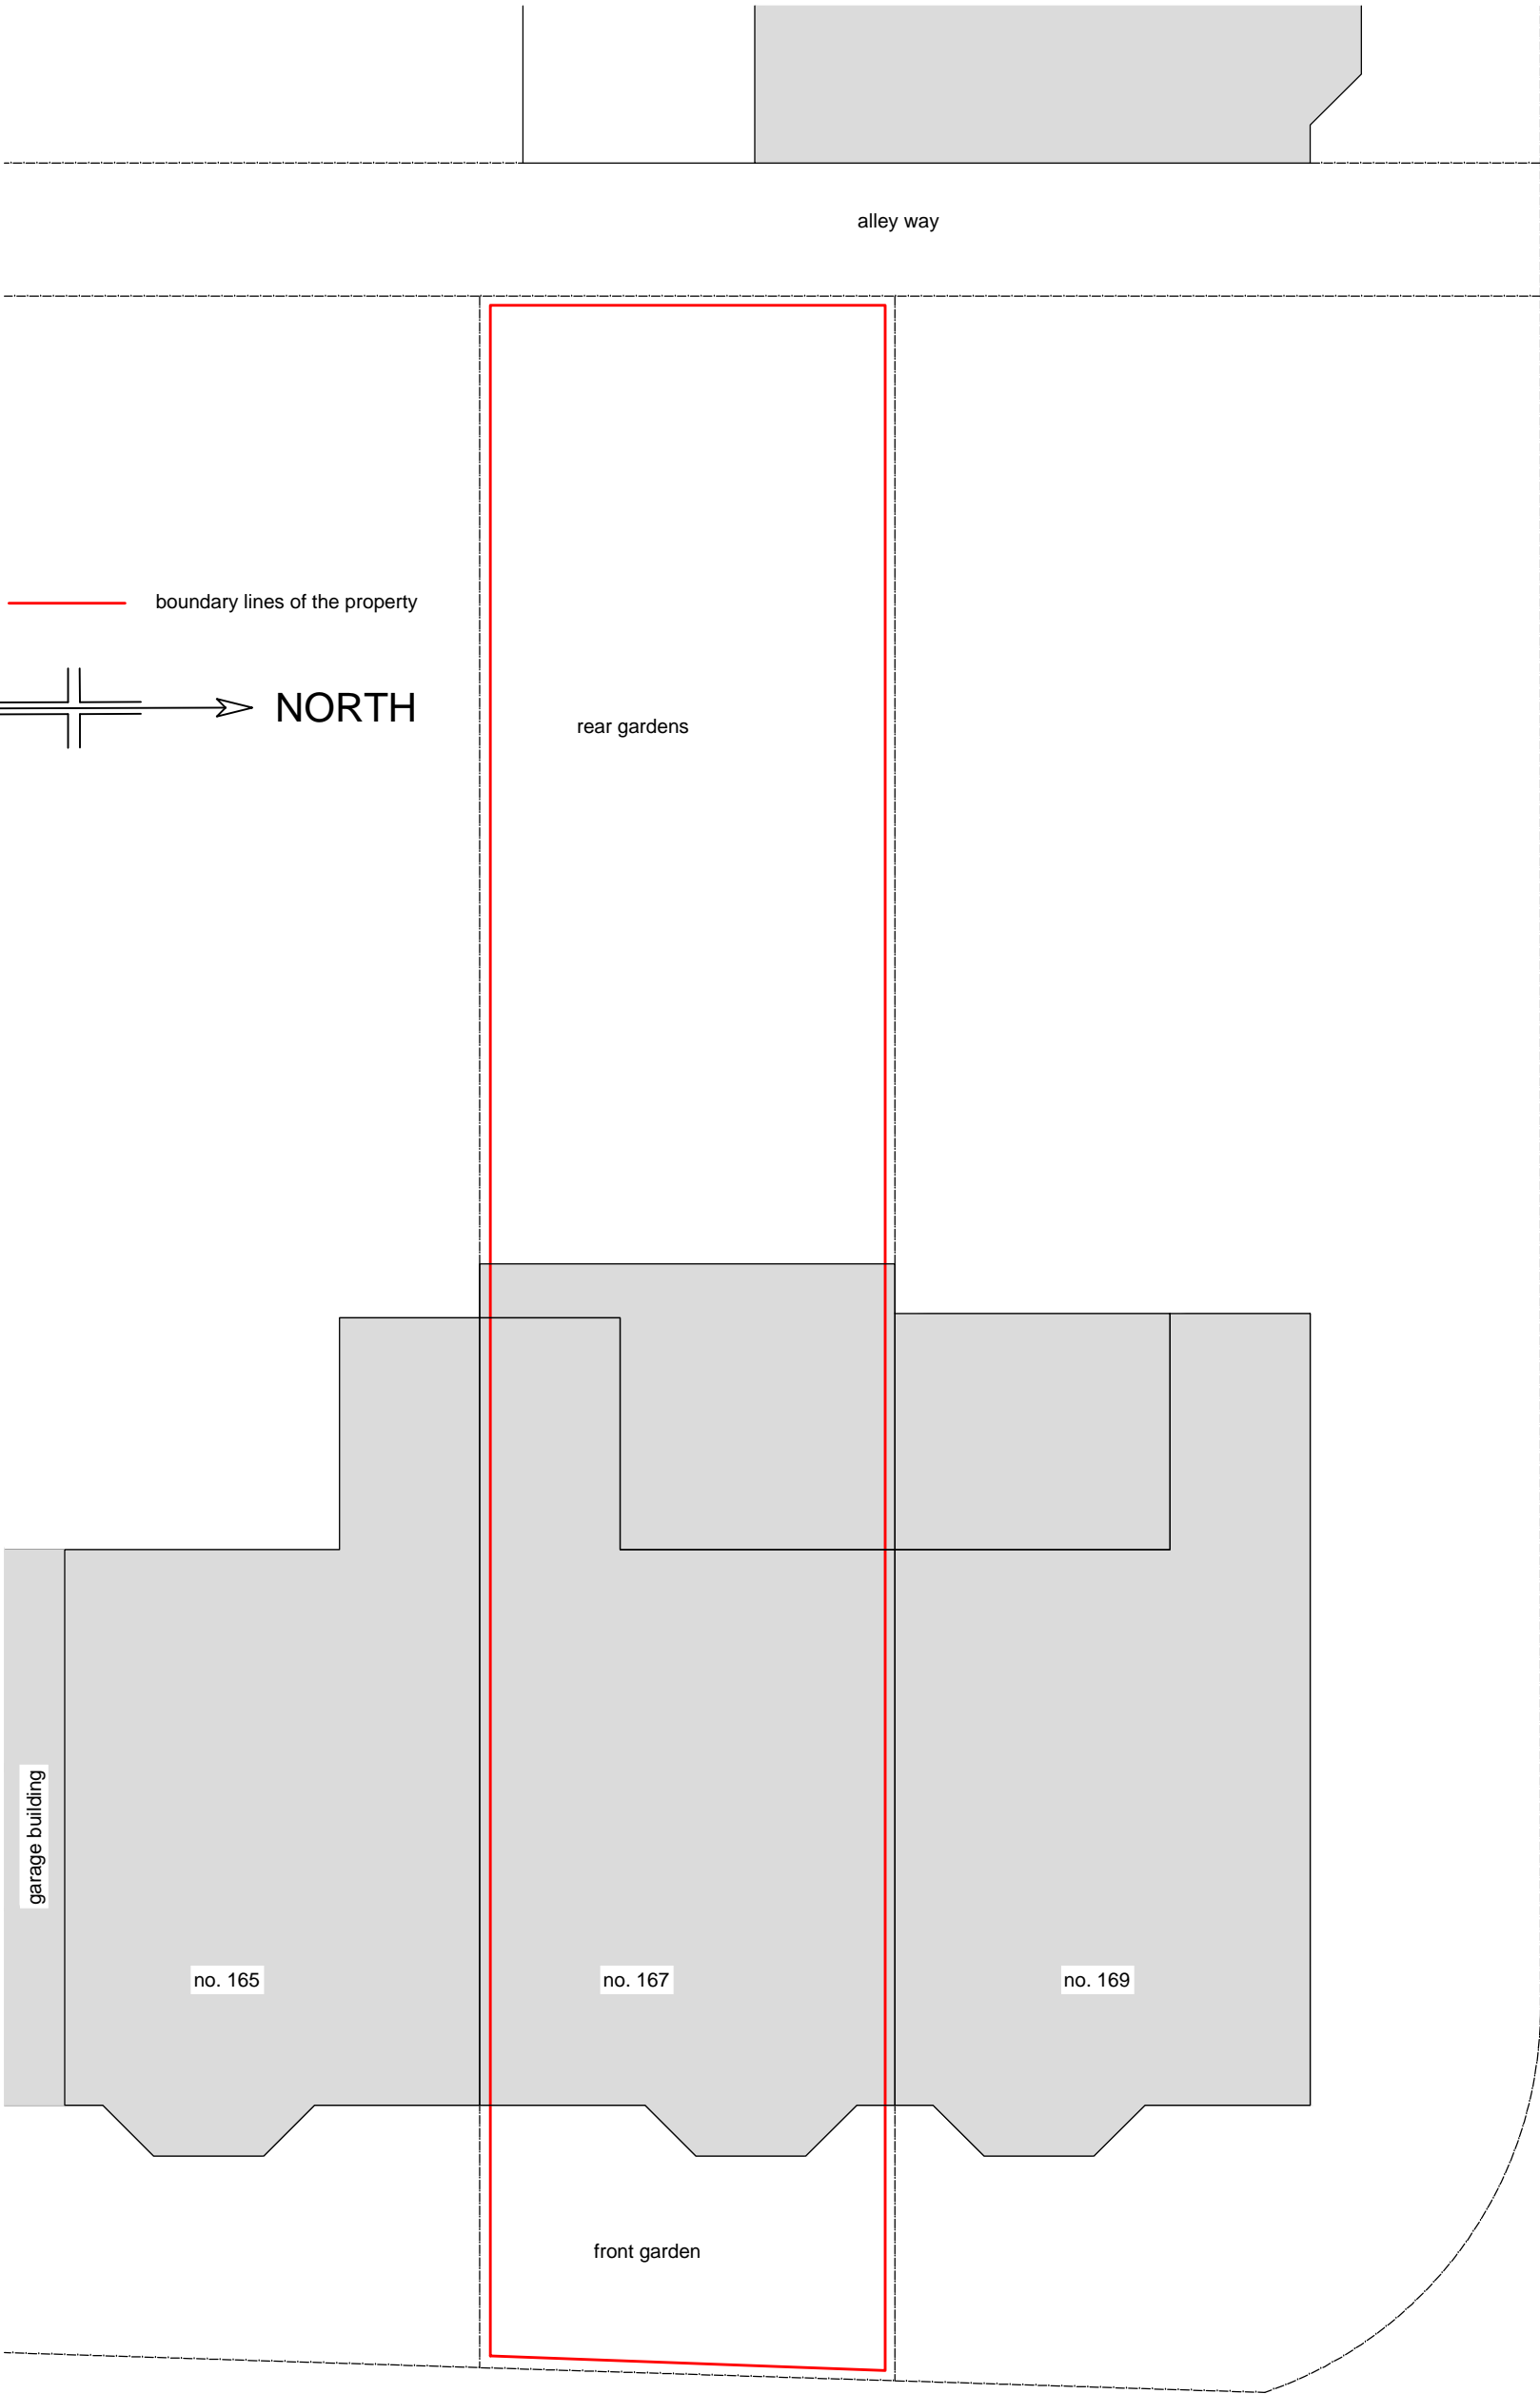 alley way
boundary lines of the property
NORTH
rear gardens
garage building
no. 165
no. 167
no. 169
front garden